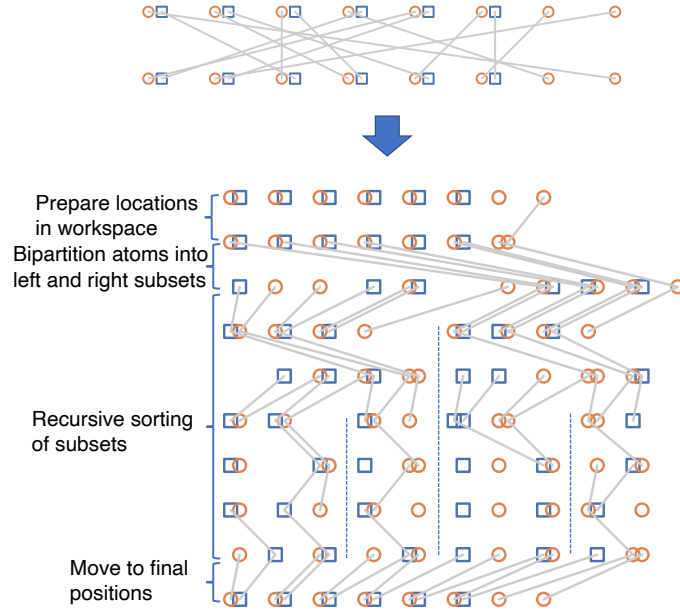 Prepare locations
in workspace
Bipartition atoms into
left and right subsets
Recursive sorting
of subsets
Move to final
positions